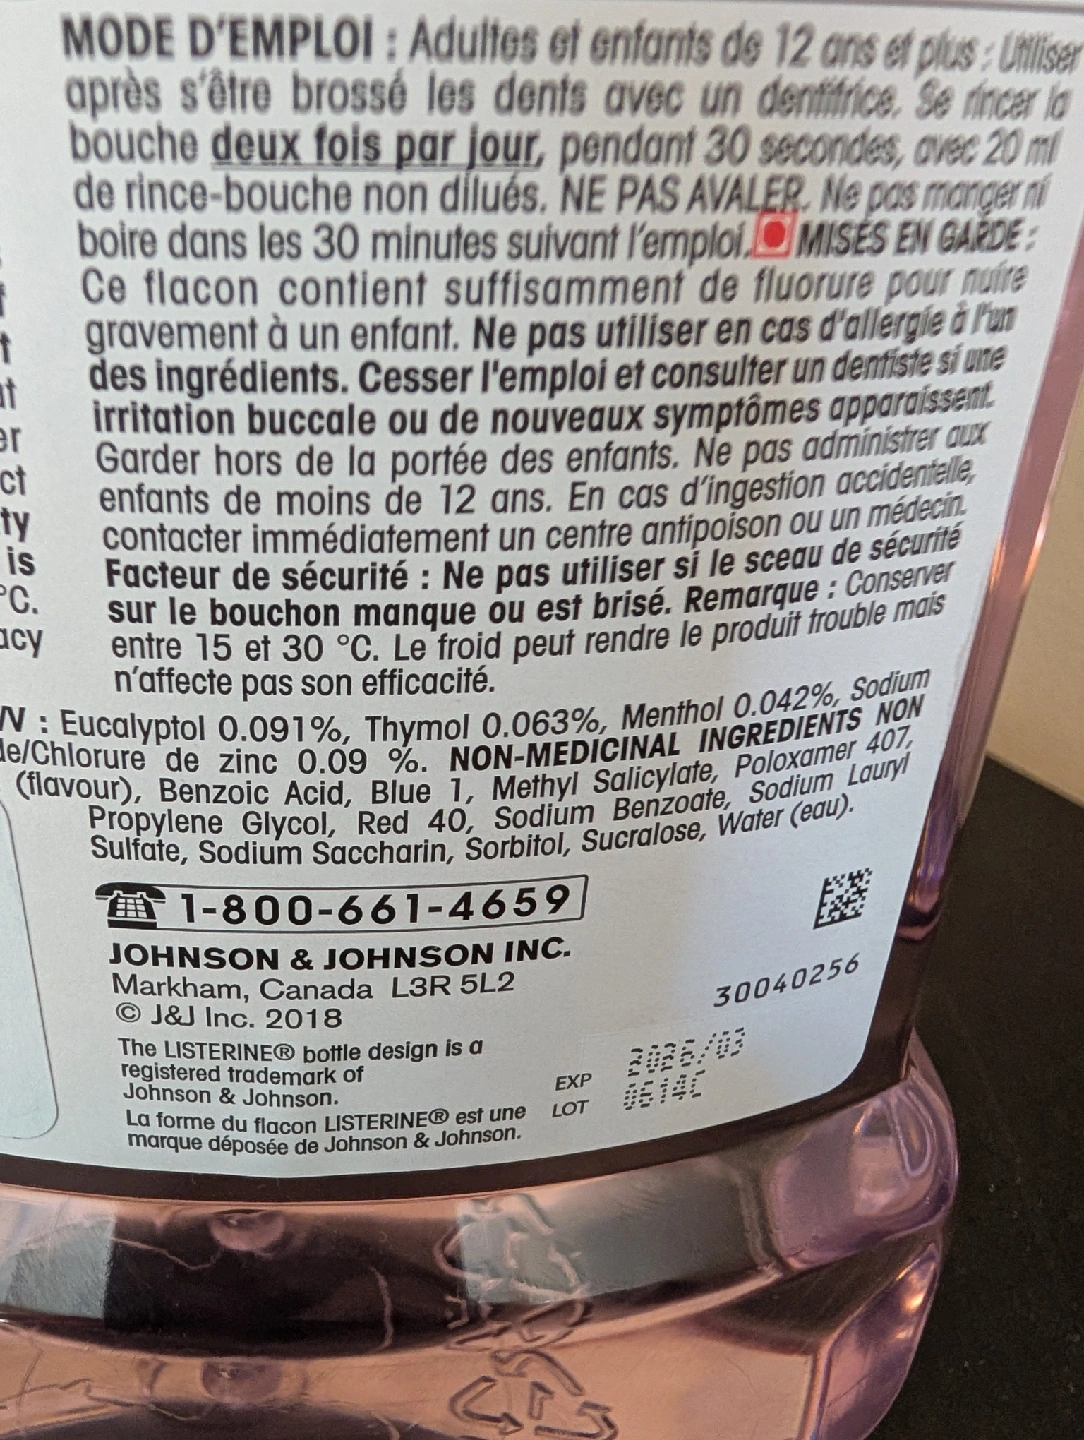 MODE D'EMPLOI : Adultes et enfants de 12 ans et plus : Utiliser
après s'être brossé les dents avec un dentifrice. Se rincer la
bouche deux fois par jour, pendant 30 secondes, avec 20 ml
de rince-bouche non dilués. NE PAS AVALER. Ne pas manger ni
boire dans les 30 minutes suivant l'emploi. MISES EN GARDE :
Ce flacon contient suffisamment de fluorure pour nuire
gravement à un enfant. Ne pas utiliser en cas d'allergie à l'un
des ingrédients. Cesser l'emploi et consulter un dentiste si une
irritation buccale ou de nouveaux symptômes apparaissent.
Garder hors de la portée des enfants. Ne pas administrer aux
er
enfants de moins de 12 ans. En cas d'ingestion accidentelle,
ct
contacter immédiatement un centre antipoison ou un médecin.
ty
Facteur de sécurité : Ne pas utiliser si le sceau de sécurité
is
sur le bouchon manque ou est brisé. Remarque : Conserver
°C.
entre 15 et 30 °C. Le froid peut rendre le produit trouble mais
acy
n'affecte pas son efficacité.
: Eucalyptol 0.091%, Thymol 0.063%, Menthol 0.042%, Sodium
de/Chlorure de zinc 0.09 %. NON-MEDICINAL INGREDIENTS NON
(flavour), Benzoic Acid, Blue 1, Methyl Salicylate, Poloxamer 407,
Propylene Glycol, Red 40, Sodium Benzoate, Sodium Lauryl
Sulfate, Sodium Saccharin, Sorbitol, Sucralose, Water (eau).
1-800-661-4659
JOHNSON & JOHNSON INC.
Markham, Canada L3R 5L2
© J&J Inc. 2018
30040256
The LISTERINE® bottle design is a
registered trademark of
Johnson & Johnson.
La forme du flacon LISTERINE® est une
marque déposée de Johnson & Johnson.
EXP 2026/03
LOT 0614C